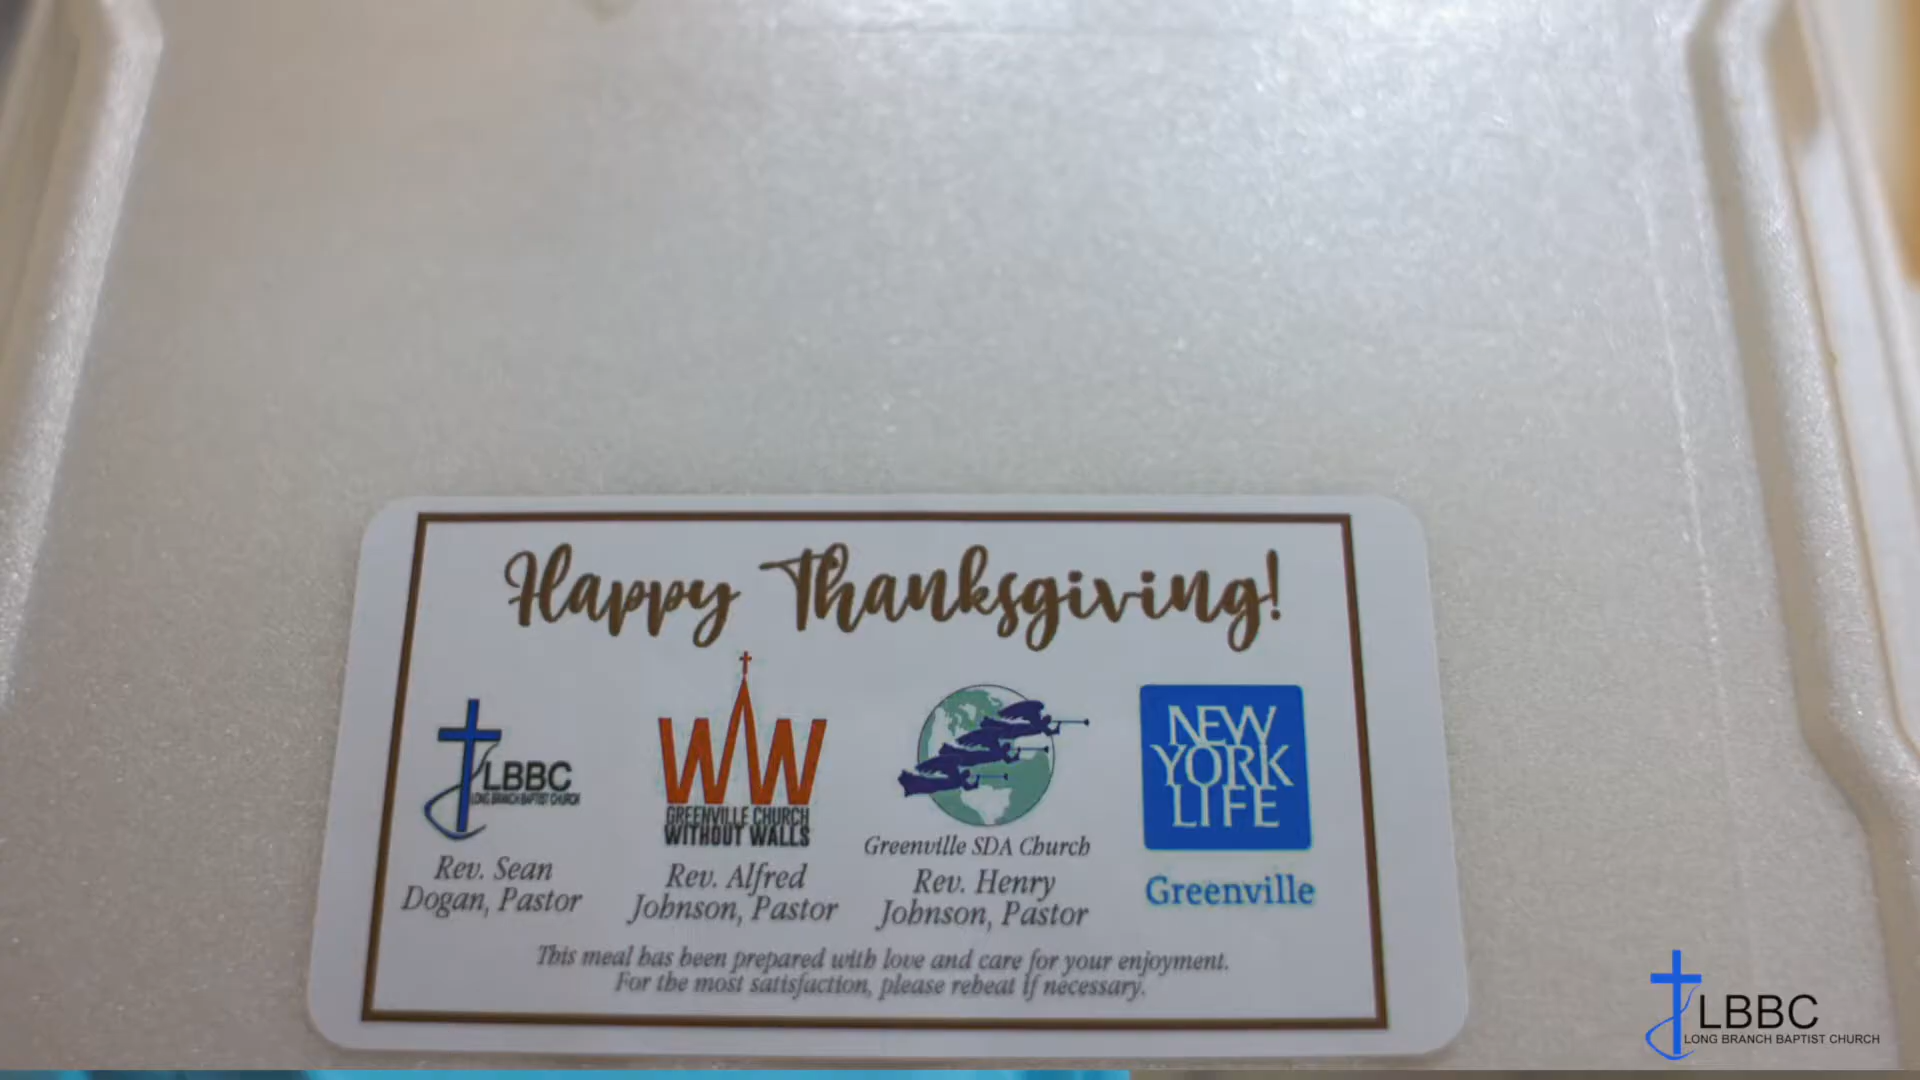 Happy Thanksgiving!
LBBC
LONG BRANCH BAPTIST CHURCH
Rev. Sean
Dogan, Pastor
WW
GREENVILLE CHURCH
WITHOUT WALLS
Rev. Alfred
Johnson, Pastor
Greenville SDA Church
Rev. Henry
Johnson, Pastor
NEW
YORK
LIFE
Greenville
This meal has been prepared with love and care for your enjoyment.
For the most satisfaction, please reheat if necessary.
LBBC
LONG BRANCH BAPTIST CHURCH